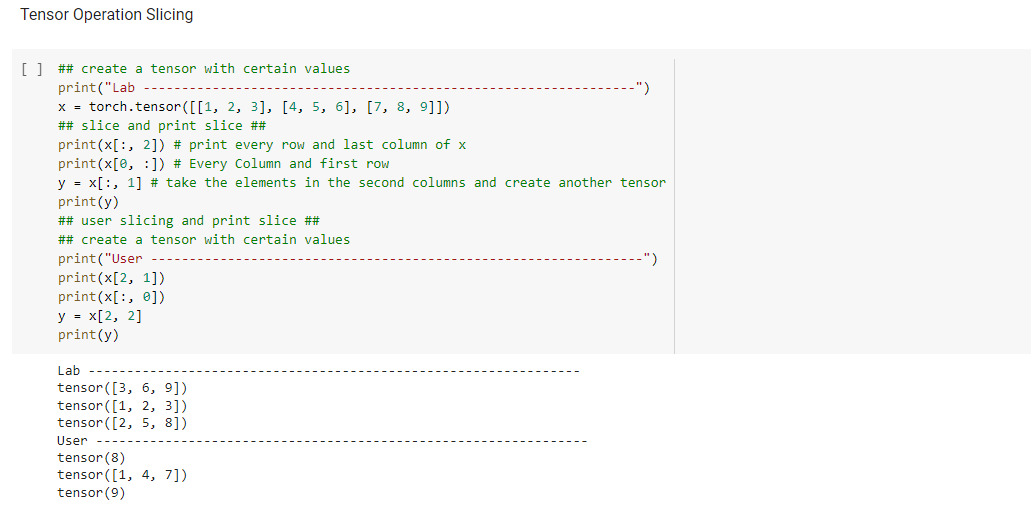 Tensor Operation Slicing
[ ] ## create a tensor with certain values
print("Lab ----------------------------------------------------------------")
x = torch.tensor([[1, 2, 3], [4, 5, 6], [7, 8, 9]])
## slice and print slice ##
print(x[:, 2]) # print every row and last column of x
print(x[0, :]) # Every Column and first row
y = x[:, 1] # take the elements in the second columns and create another tensor
print(y)
## user slicing and print slice ##
## create a tensor with certain values
print("User ----------------------------------------------------------------")
print(x[2, 1])
print(x[:, 0])
y = x[2, 2]
print(y)
Lab ----------------------------------------------------------------
tensor([3, 6, 9])
tensor([1, 2, 3])
tensor([2, 5, 8])
User ----------------------------------------------------------------
tensor(8)
tensor([1, 4, 7])
tensor(9)